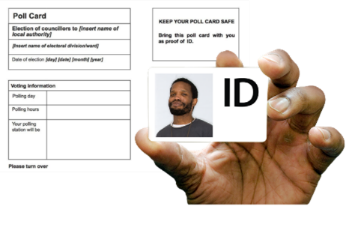 Poll Card
Election of councillors to [insert name of
local authority]
[Insert name of electoral division/ward]
Date of election [day] [date] [month] [year]
Voting information
Polling day
Polling hours
Your polling
station will be
Please turn over
KEEP YOUR POLL CARD SAFE
Bring this poll card with you
as proof of ID.
ID